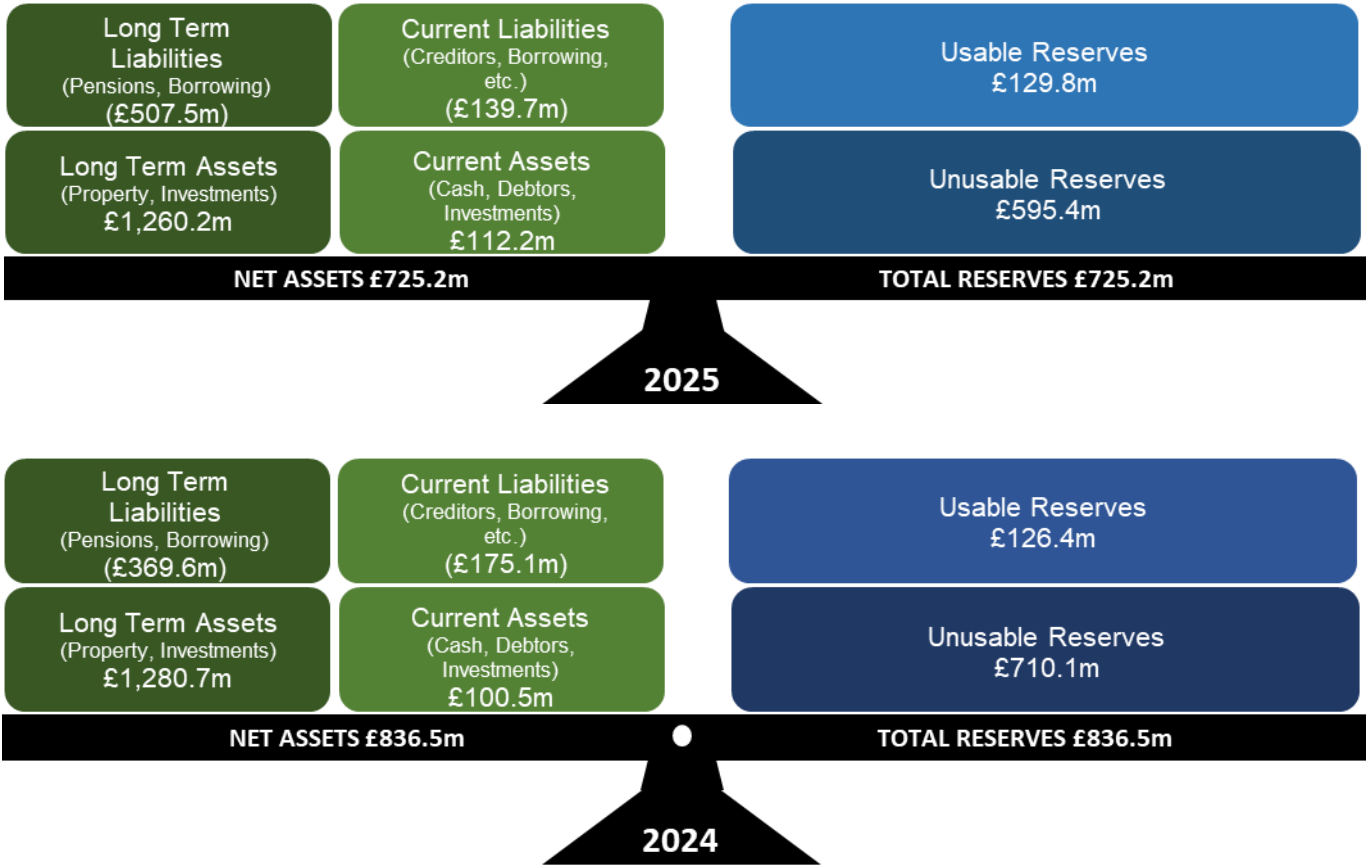 Long Term
Liabilities
(Pensions, Borrowing)
(£507.5m)
Current Liabilities
(Creditors, Borrowing,
etc.)
(£139.7m)
Usable Reserves
£129.8m
Long Term Assets
(Property, Investments)
£1,260.2m
Current Assets
(Cash, Debtors,
Investments)
£112.2m
Unusable Reserves
£595.4m
NET ASSETS £725.2m
TOTAL RESERVES £725.2m
2025
Long Term
Liabilities
(Pensions, Borrowing)
(£369.6m)
Current Liabilities
(Creditors, Borrowing,
etc.)
(£175.1m)
Usable Reserves
£126.4m
Long Term Assets
(Property, Investments)
£1,280.7m
Current Assets
(Cash, Debtors,
Investments)
£100.5m
Unusable Reserves
£710.1m
NET ASSETS £836.5m
TOTAL RESERVES £836.5m
2024